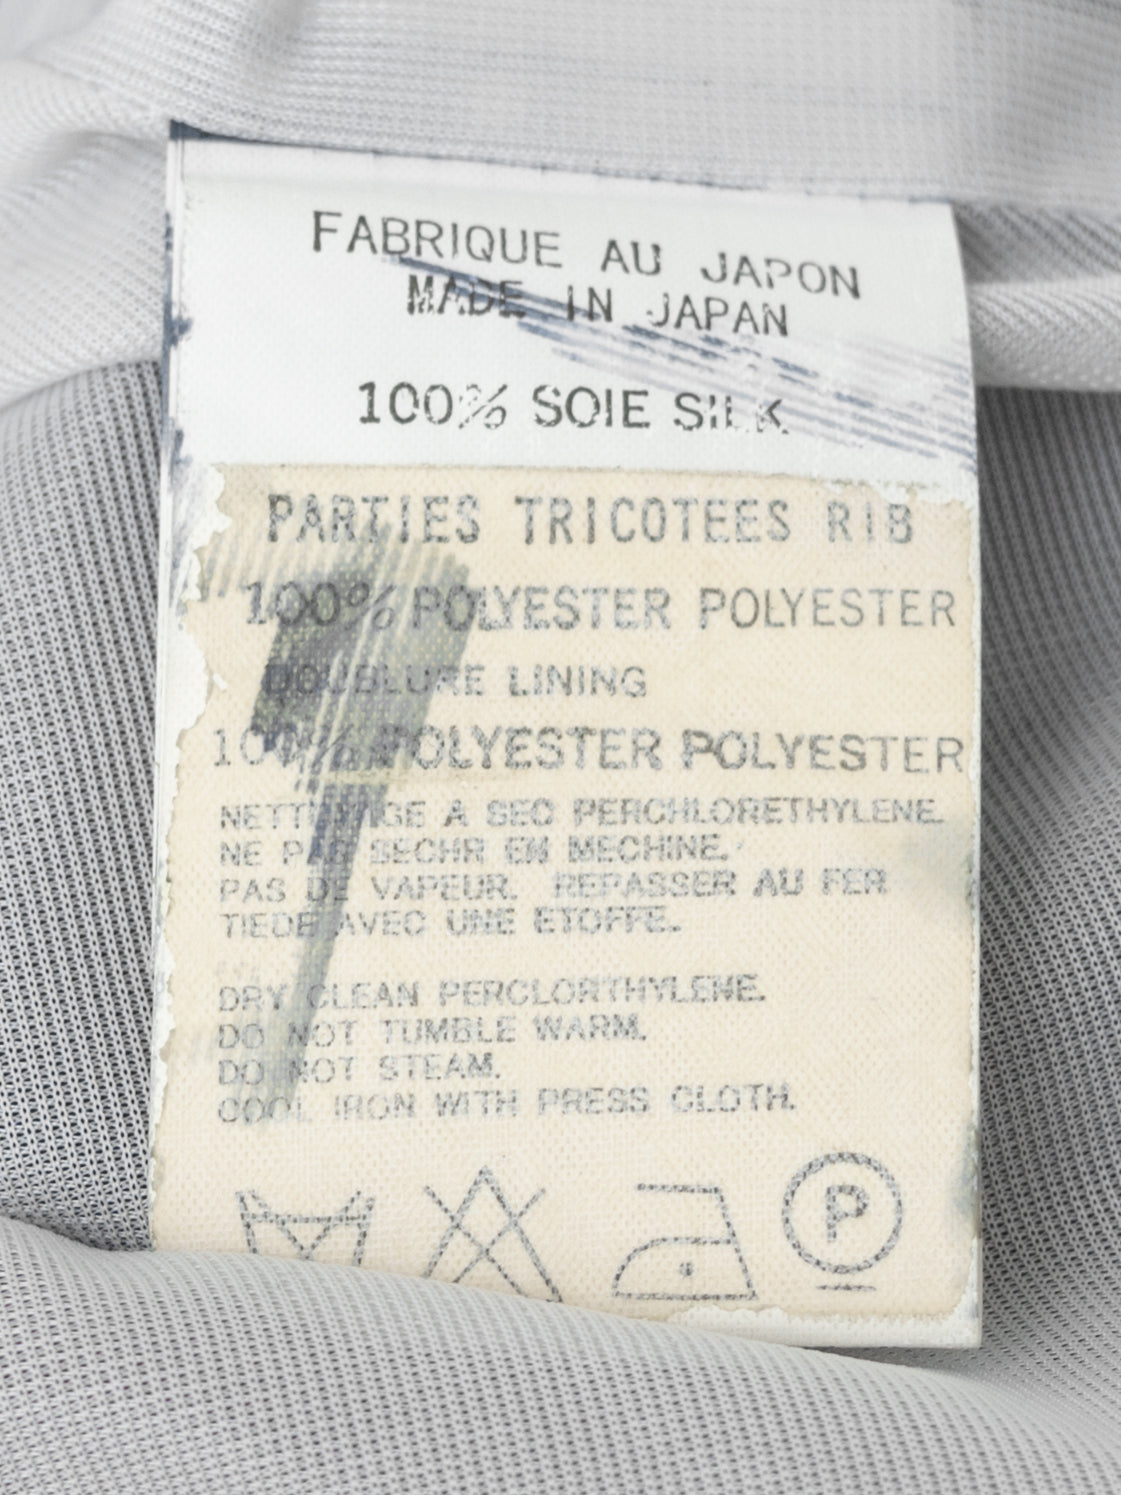 FABRIQUE AU JAPON
MADE IN JAPAN
100% SOIE SILK
PARTIES TRICOTEES RIB
100% POLYESTER POLYESTER
DOUBLURE LINING
100% POLYESTER POLYESTER
NETTOYAGE A SEC PERCHLORETHYLENE.
NE PAS SECHR EN MECHINE.
PAS DE VAPEUR. REPASSER AU FER
TIEDE AVEC UNE ETOFFE.
DRY CLEAN PERCLORTHYLENE.
DO NOT TUMBLE WARM.
DO NOT STEAM.
COOL IRON WITH PRESS CLOTH.
P